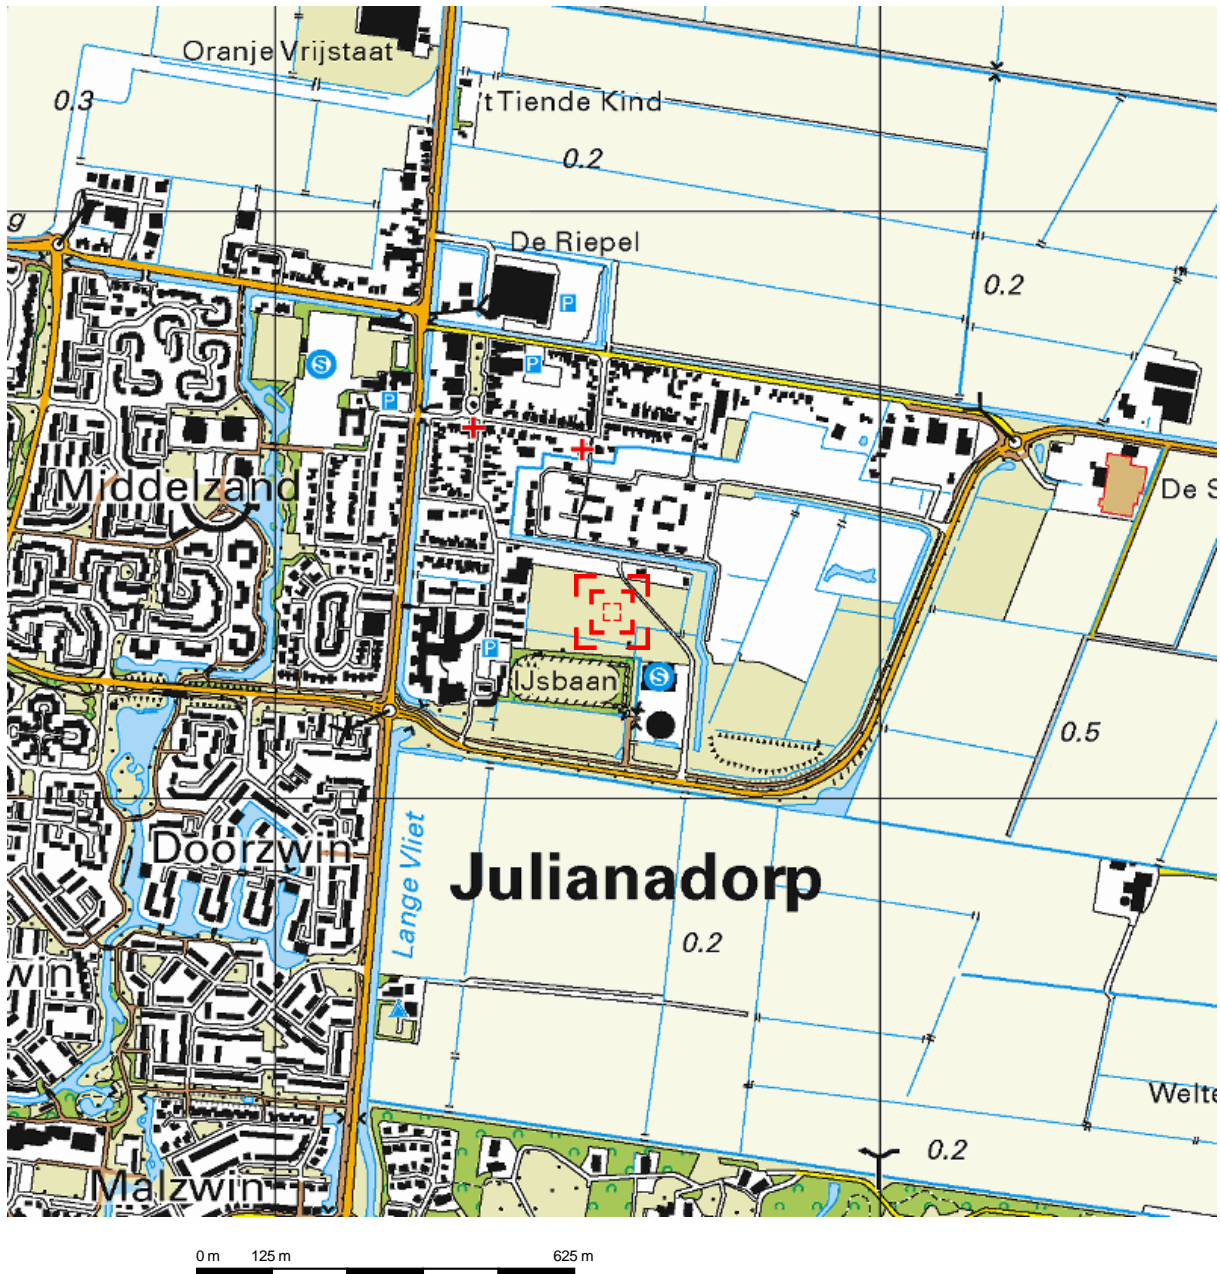 Oranje Vrijstaat
0.3
't Tiende Kind
0.2
g
De Riepel
0.2
P
P
S
P
Middelzand
De S
P
IJsbaan
S
0.5
Doorzwin
Lange Vliet
Julianadorp
0.2
win
Welte
0.2
Malzwin
0 m 125 m 625 m